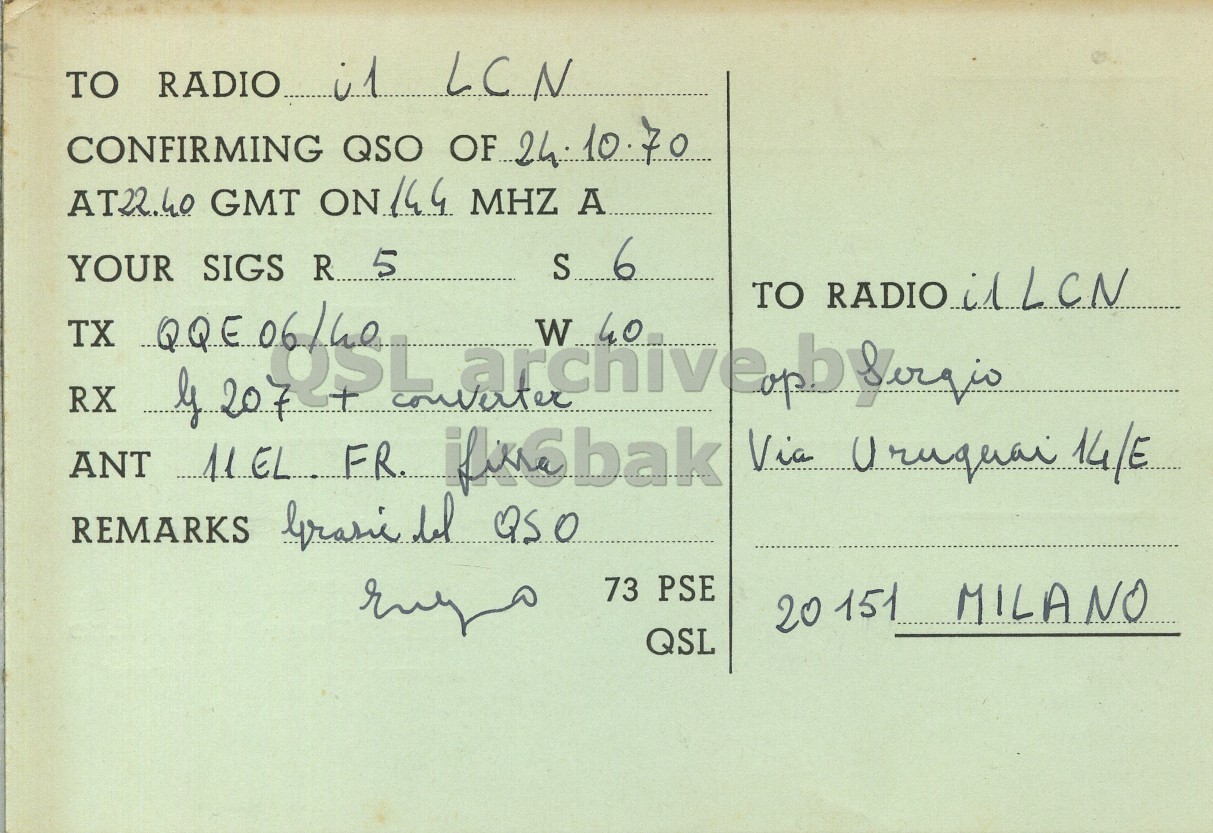 TO RADIO i1 LCN
CONFIRMING QSO OF 24.10.70
AT 22.40 GMT ON 144 MHZ A
YOUR SIGS R 5 S 6
TX QQE 06/40 W 40
RX G 207 + converter
ANT 11 EL. FR. fissa
REMARKS Grazie del QSO
73 PSE
QSL
TO RADIO i1 LCN
op. Sergio
Via Uruguai 14/E
20151 MILANO
QSL archive by
ik6bak